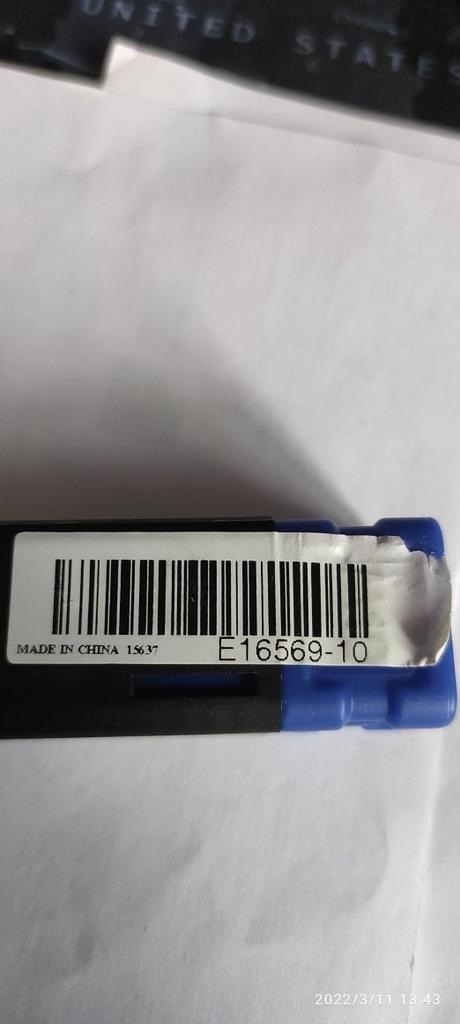 UNITED STATES
MADE IN CHINA 15637
E16569-10
2022/3/11 13:43